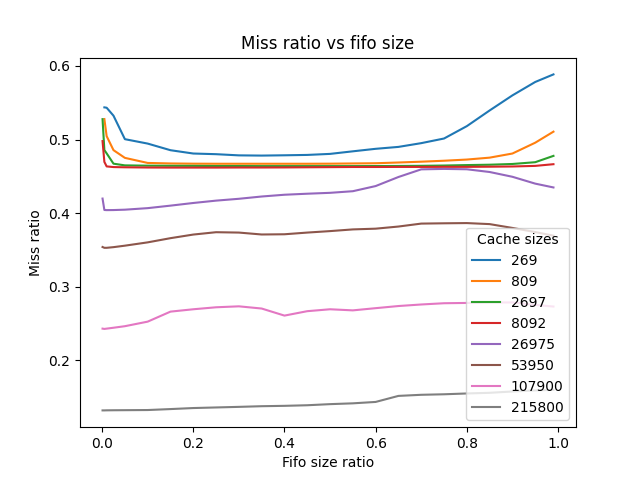 Miss ratio vs fifo size
0.6
0.5
0.4
0.3
0.2
Miss ratio
0.0 0.2 0.4 0.6 0.8 1.0
Fifo size ratio
Cache sizes
269
809
2697
8092
26975
53950
107900
215800